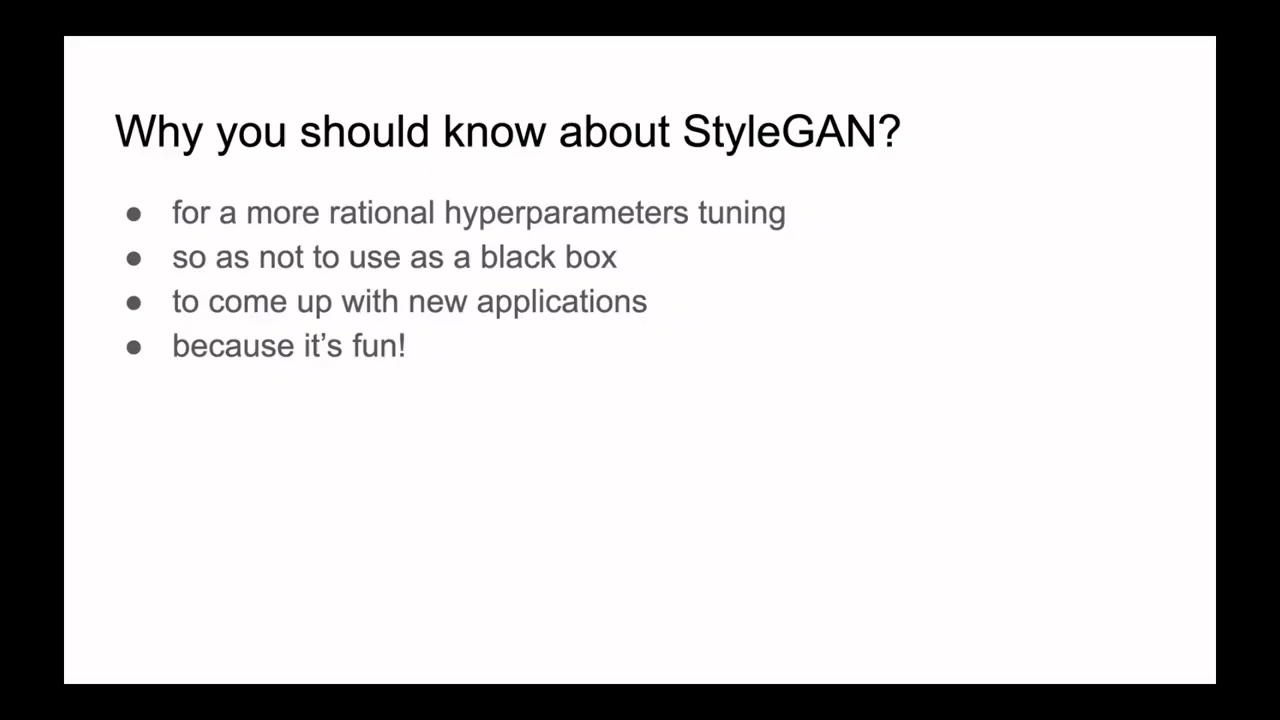 Why you should know about StyleGAN?
● for a more rational hyperparameters tuning
● so as not to use as a black box
● to come up with new applications
● because it’s fun!